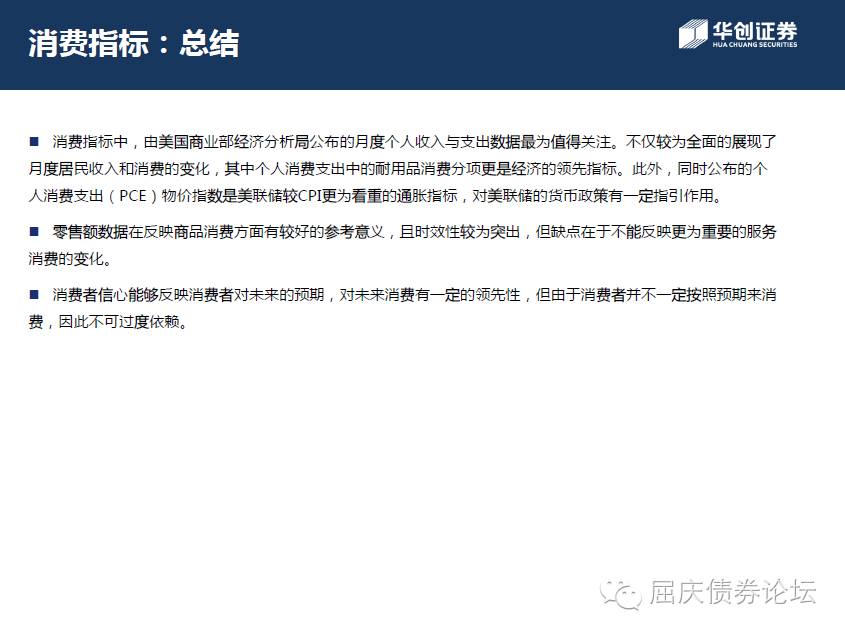 消费指标：总结
华创证券
HUA CHUANG SECURITIES
■ 消费指标中，由美国商业部经济分析局公布的月度个人收入与支出数据最为值得关注。不仅较为全面的展现了
月度居民收入和消费的变化，其中个人消费支出中的耐用品消费分项更是经济的领先指标。此外，同时公布的个
人消费支出（PCE）物价指数是美联储较CPI更为看重的通胀指标，对美联储的货币政策有一定指引作用。
■ 零售额数据在反映商品消费方面有较好的参考意义，且时效性较为突出，但缺点在于不能反映更为重要的服务
消费的变化。
■ 消费者信心能够反映消费者对未来的预期，对未来消费有一定的领先性，但由于消费者并不一定按照预期来消
费，因此不可过度依赖。
屈庆债券论坛